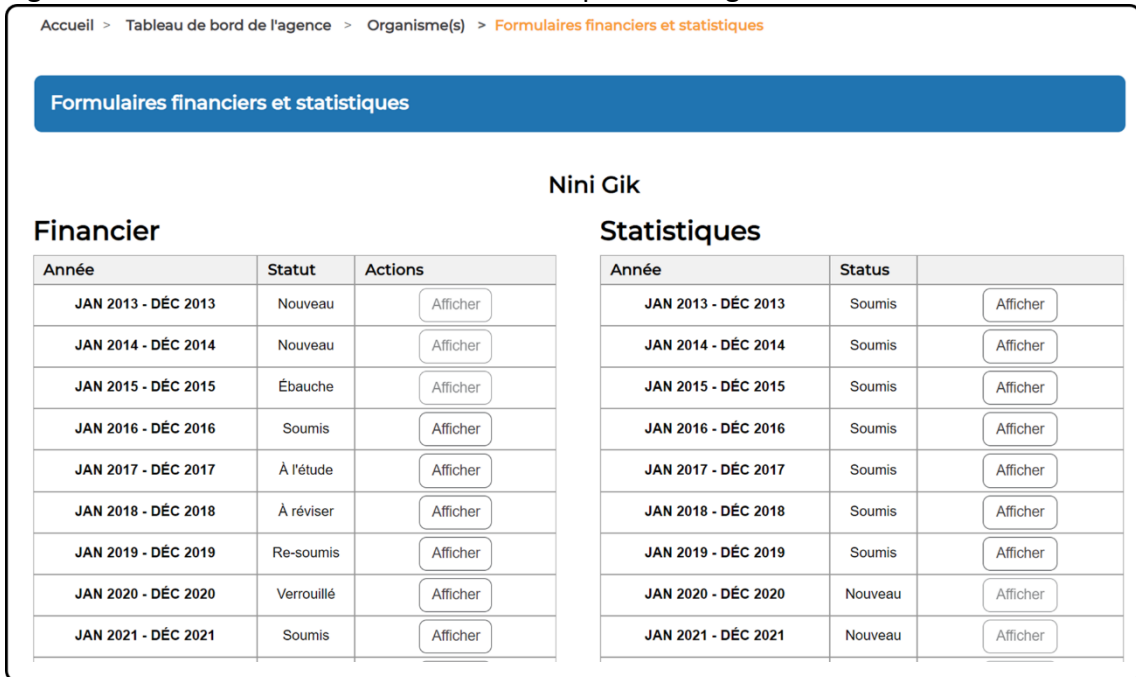 Accueil > Tableau de bord de l'agence > Organisme(s) > Formulaires financiers et statistiques
Formulaires financiers et statistiques
Nini Gik
Financier
Année Statut Actions
JAN 2013 - DÉC 2013 Nouveau Afficher
JAN 2014 - DÉC 2014 Nouveau Afficher
JAN 2015 - DÉC 2015 Ébauche Afficher
JAN 2016 - DÉC 2016 Soumis Afficher
JAN 2017 - DÉC 2017 À l'étude Afficher
JAN 2018 - DÉC 2018 À réviser Afficher
JAN 2019 - DÉC 2019 Re-soumis Afficher
JAN 2020 - DÉC 2020 Verrouillé Afficher
JAN 2021 - DÉC 2021 Soumis Afficher
Statistiques
Année Status
JAN 2013 - DÉC 2013 Soumis Afficher
JAN 2014 - DÉC 2014 Soumis Afficher
JAN 2015 - DÉC 2015 Soumis Afficher
JAN 2016 - DÉC 2016 Soumis Afficher
JAN 2017 - DÉC 2017 Soumis Afficher
JAN 2018 - DÉC 2018 Soumis Afficher
JAN 2019 - DÉC 2019 Soumis Afficher
JAN 2020 - DÉC 2020 Nouveau Afficher
JAN 2021 - DÉC 2021 Nouveau Afficher